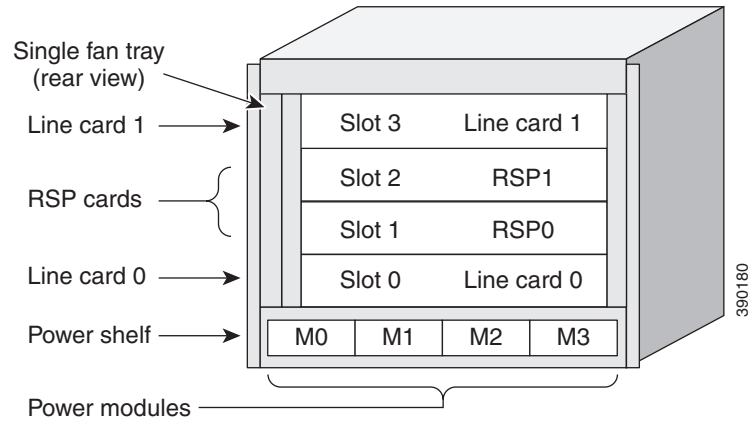 Single fan tray
(rear view)
Line card 1
RSP cards
Line card 0
Power shelf
Power modules
Slot 3 Line card 1
Slot 2 RSP1
Slot 1 RSP0
Slot 0 Line card 0
M0 M1 M2 M3
390180